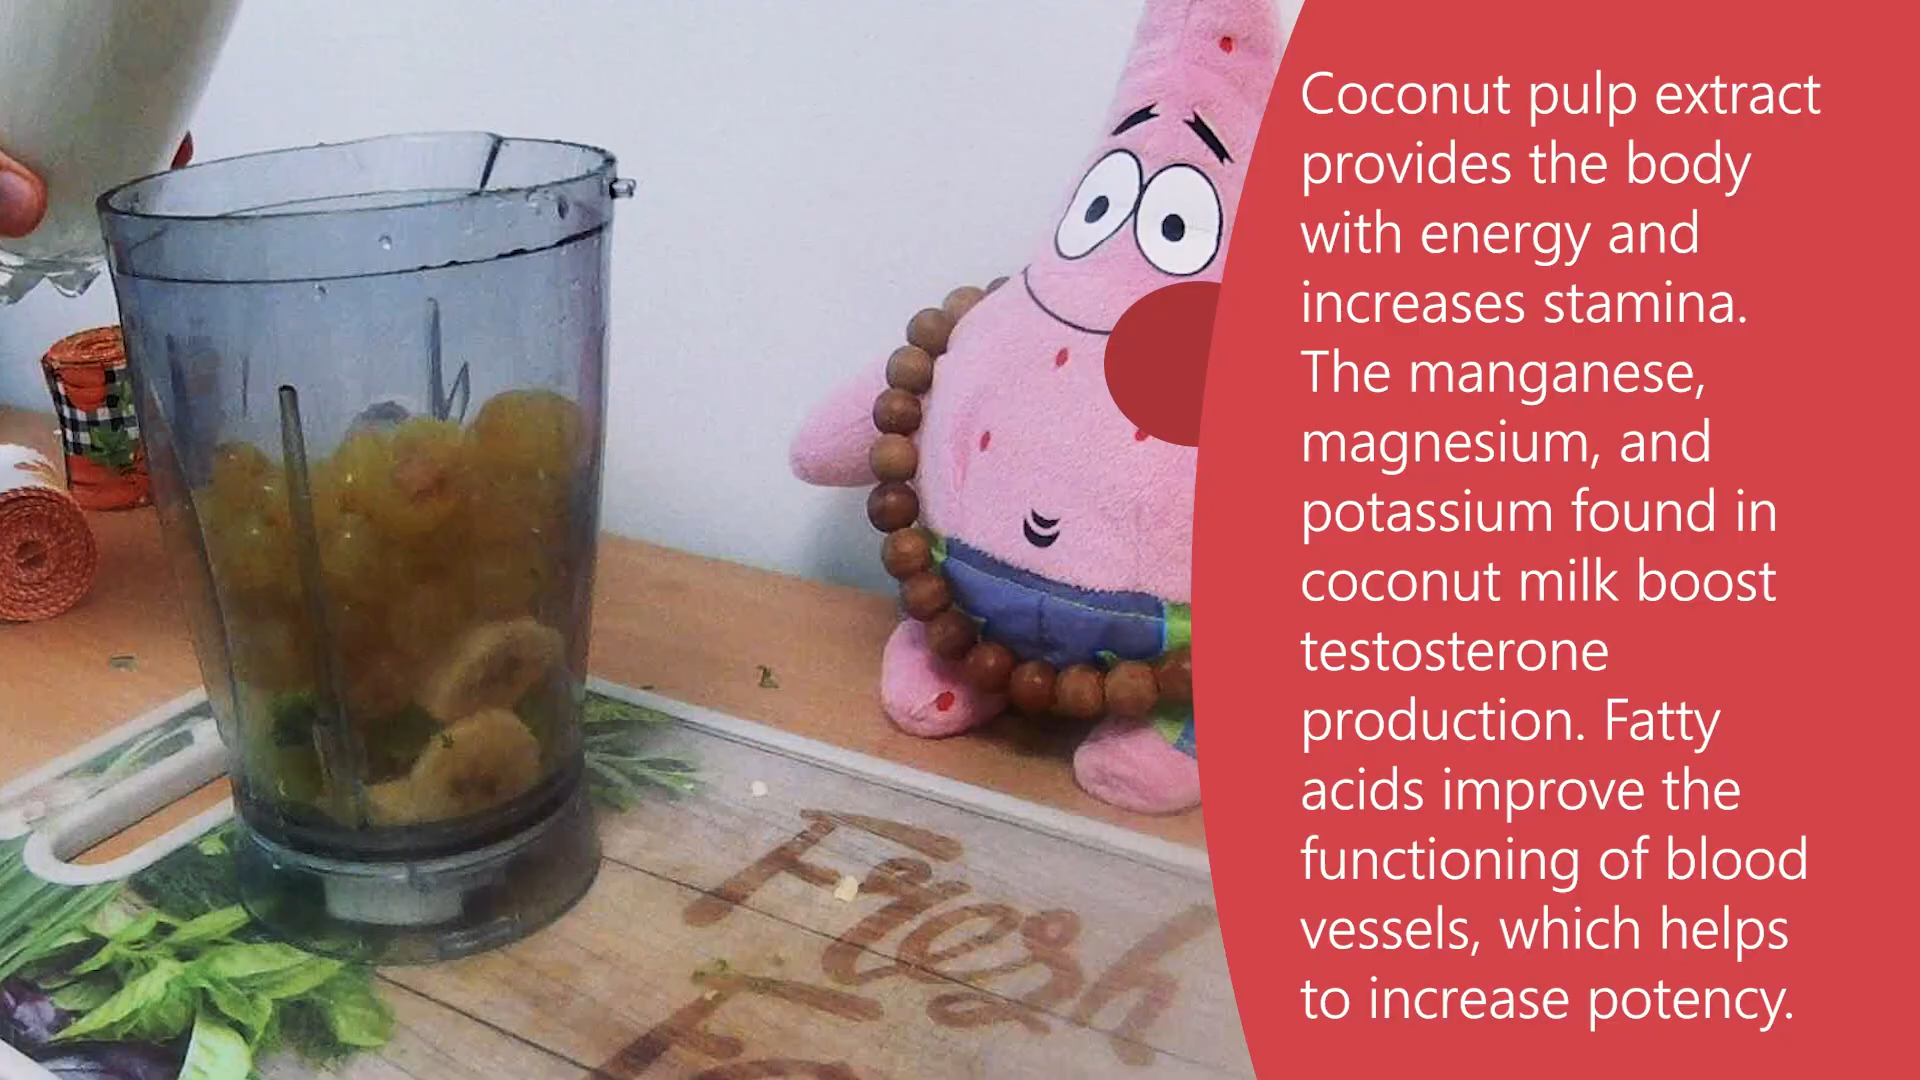 Coconut pulp extract
provides the body
with energy and
increases stamina.
The manganese,
magnesium, and
potassium found in
coconut milk boost
testosterone
production. Fatty
acids improve the
functioning of blood
vessels, which helps
to increase potency.
Fresh